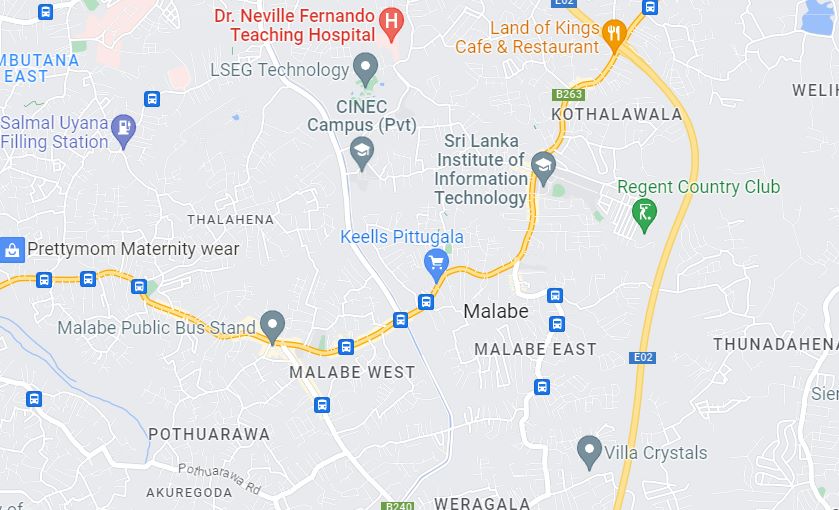 E02
Dr. Neville Fernando
Teaching Hospital
Land of Kings
Cafe & Restaurant
MBUTANA
EAST
LSEG Technology
B263
WELIH
KOTHALAWALA
CINEC
Campus (Pvt)
Salmal Uyana
Filling Station
Sri Lanka
Institute of
Information
Technology
Regent Country Club
THALAHENA
Keells Pittugala
Prettymom Maternity wear
Malabe
Malabe Public Bus Stand
MALABE EAST
E02
THUNADAHENA
MALABE WEST
Sier
POTHUARAWA
Villa Crystals
Pothuarawa Rd
AKUREGODA
B240
WERAGALA
y of